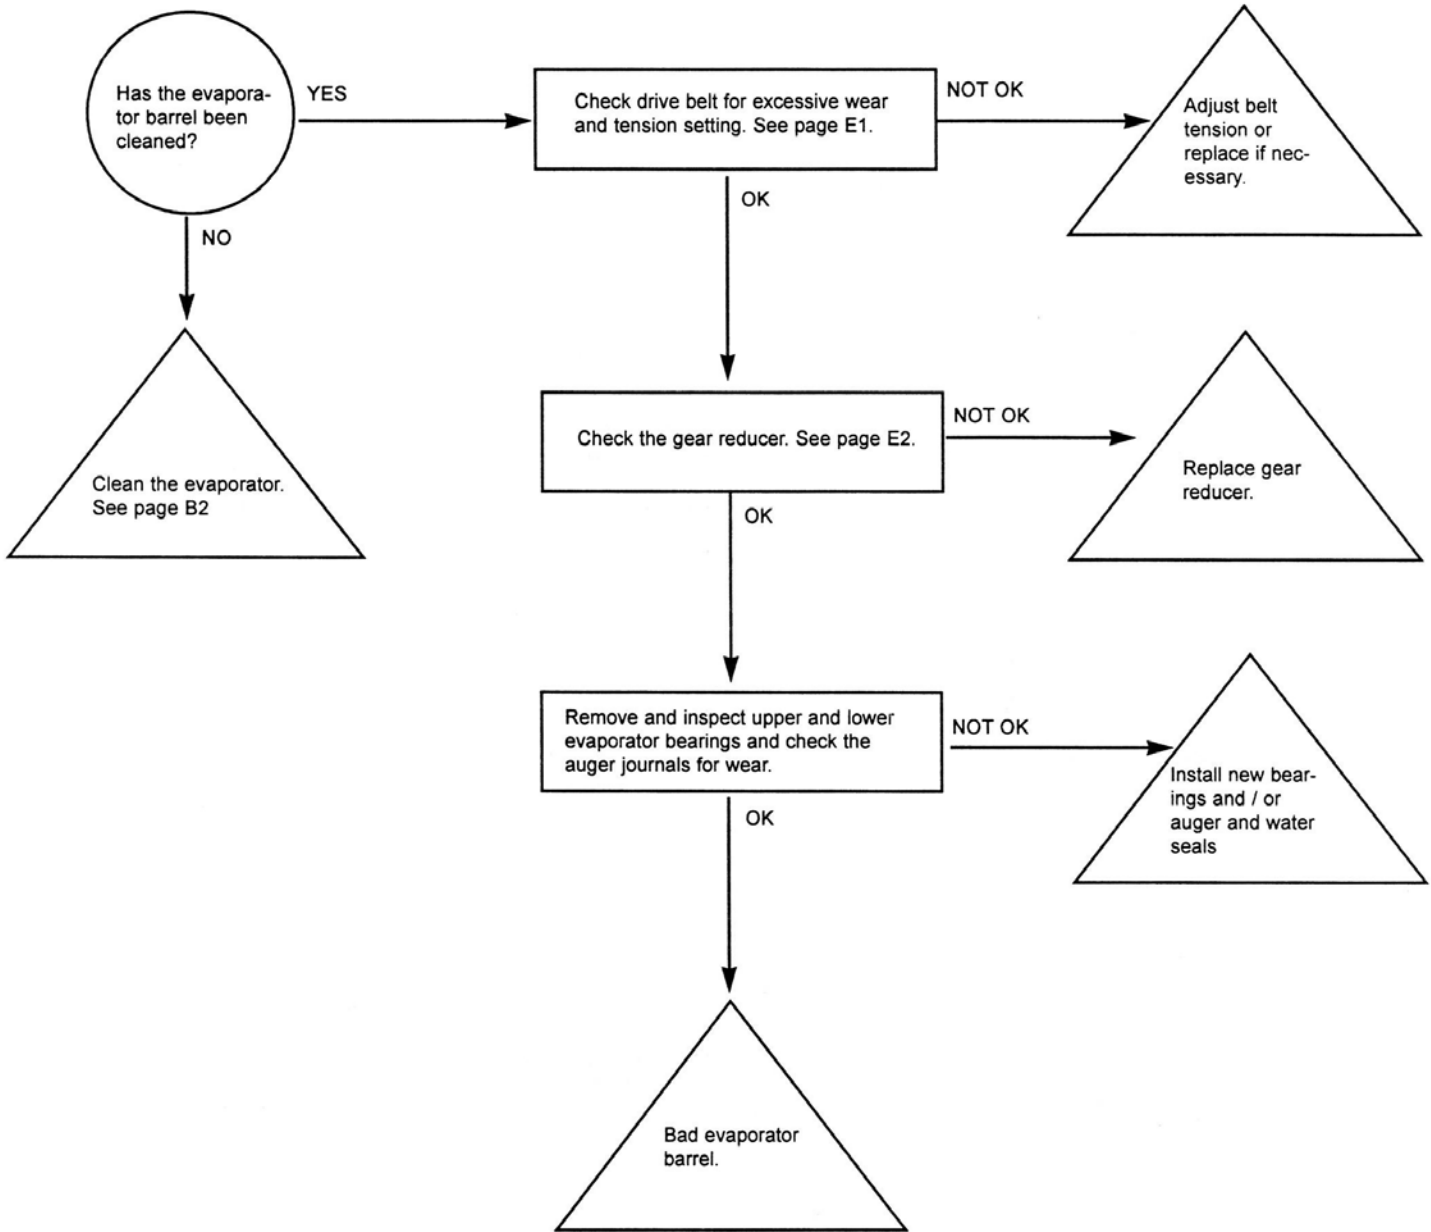 Has the evapora-
tor barrel been
cleaned?
YES
Check drive belt for excessive wear
and tension setting. See page E1.
NOT OK
Adjust belt
tension or
replace if nec-
essary.
NO
OK
Clean the evaporator.
See page B2
Check the gear reducer. See page E2.
NOT OK
Replace gear
reducer.
OK
Remove and inspect upper and lower
evaporator bearings and check the
auger journals for wear.
NOT OK
Install new bear-
ings and / or
auger and water
seals
OK
Bad evaporator
barrel.